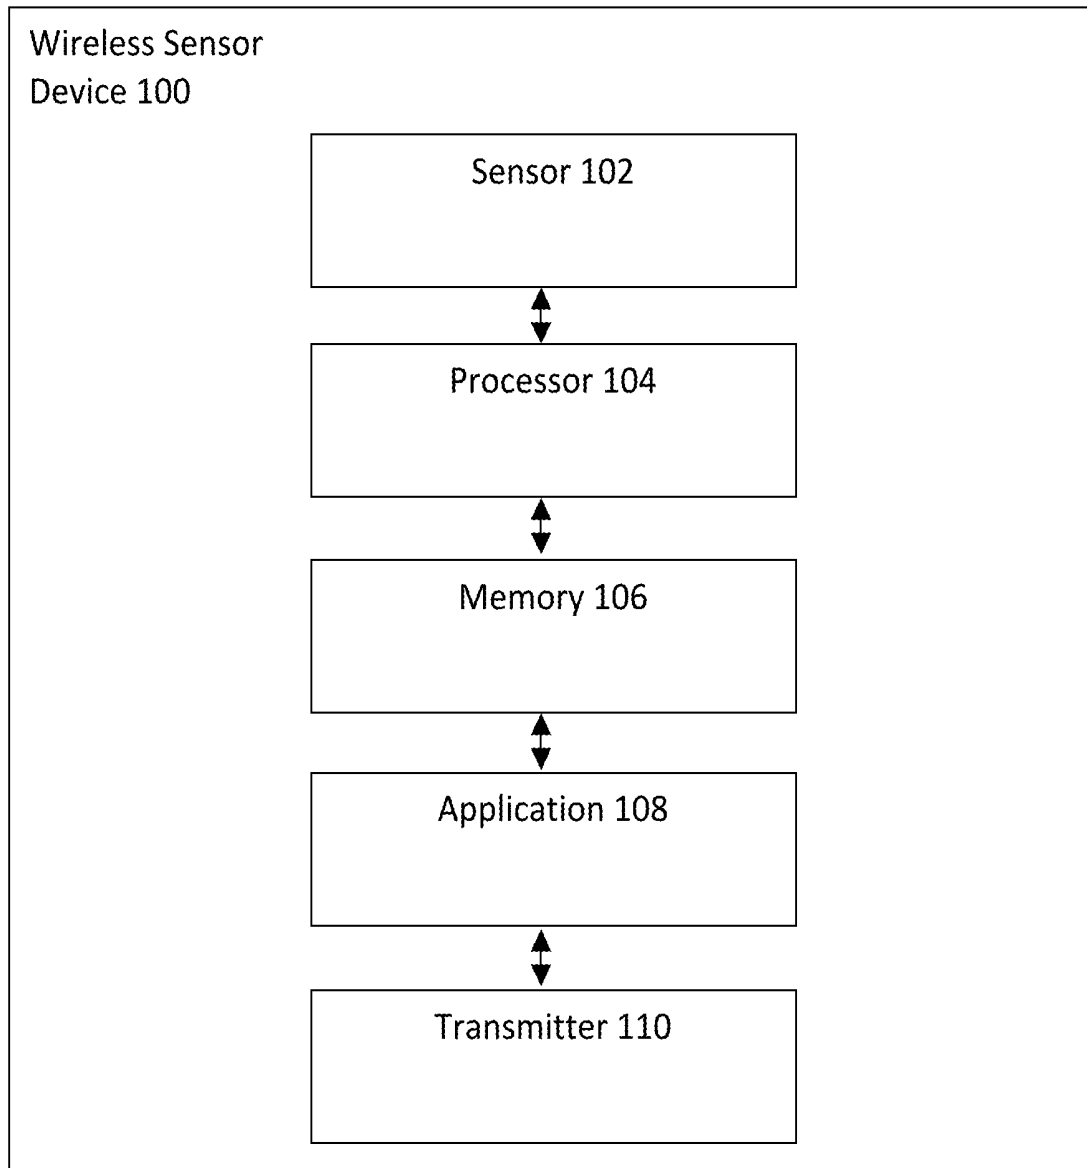 Wireless Sensor
Device 100
Sensor 102
Processor 104
Memory 106
Application 108
Transmitter 110